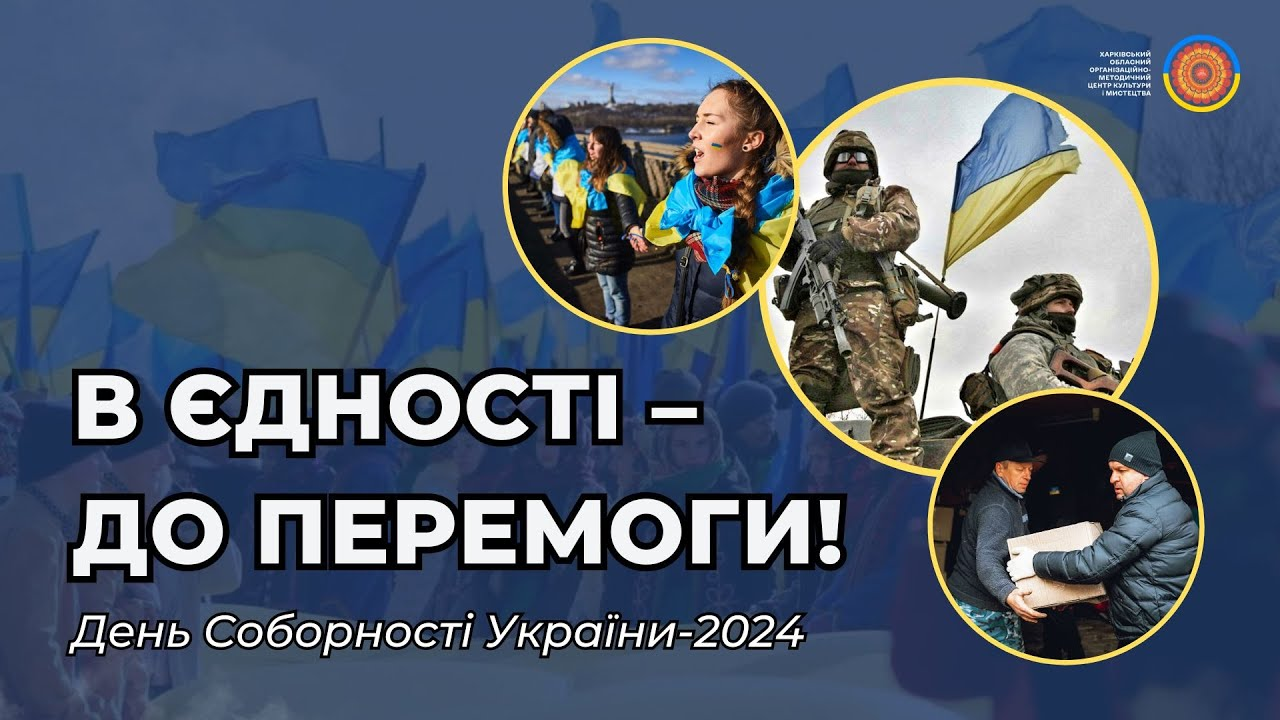 ХАРКІВСЬКИЙ
ОБЛАСНИЙ
ОРГАНІЗАЦІЙНО-
МЕТОДИЧНИЙ
ЦЕНТР КУЛЬТУРИ
І МИСТЕЦТВА
В ЄДНОСТІ –
ДО ПЕРЕМОГИ!
День Соборності України-2024